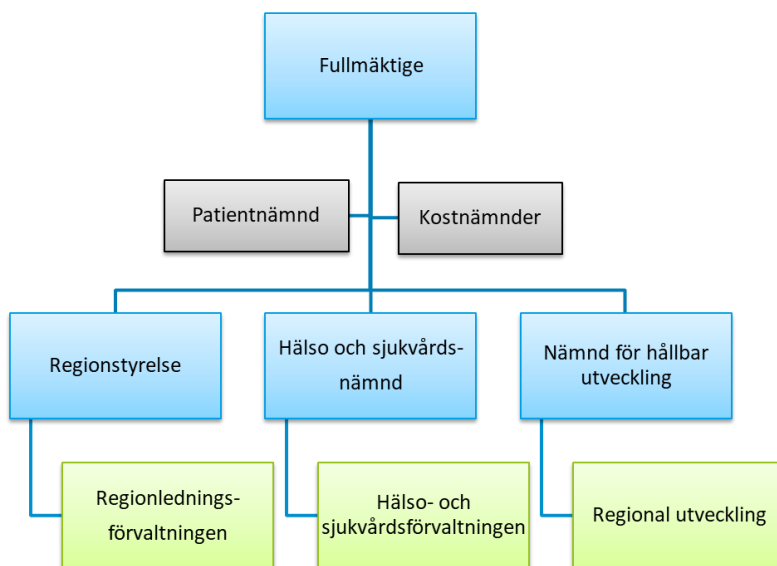 Fullmäktige
Patientnämnd
Kostnämnder
Regionstyrelse
Hälso och sjukvårds-
nämnd
Nämnd för hållbar
utveckling
Regionlednings-
förvaltningen
Hälso- och
sjukvårdsförvaltningen
Regional utveckling